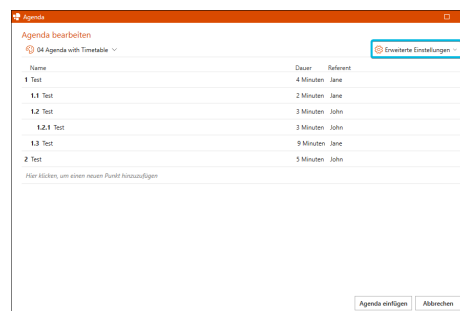 Agenda
Agenda bearbeiten
04 Agenda with Timetable
Erweiterte Einstellungen
Name Dauer Referent
1 Test 4 Minuten Jane
1.1 Test 2 Minuten Jane
1.2 Test 3 Minuten John
1.2.1 Test 3 Minuten John
1.3 Test 9 Minuten Jane
2 Test 5 Minuten John
Hier klicken, um einen neuen Punkt hinzuzufügen
Agenda einfügen Abbrechen